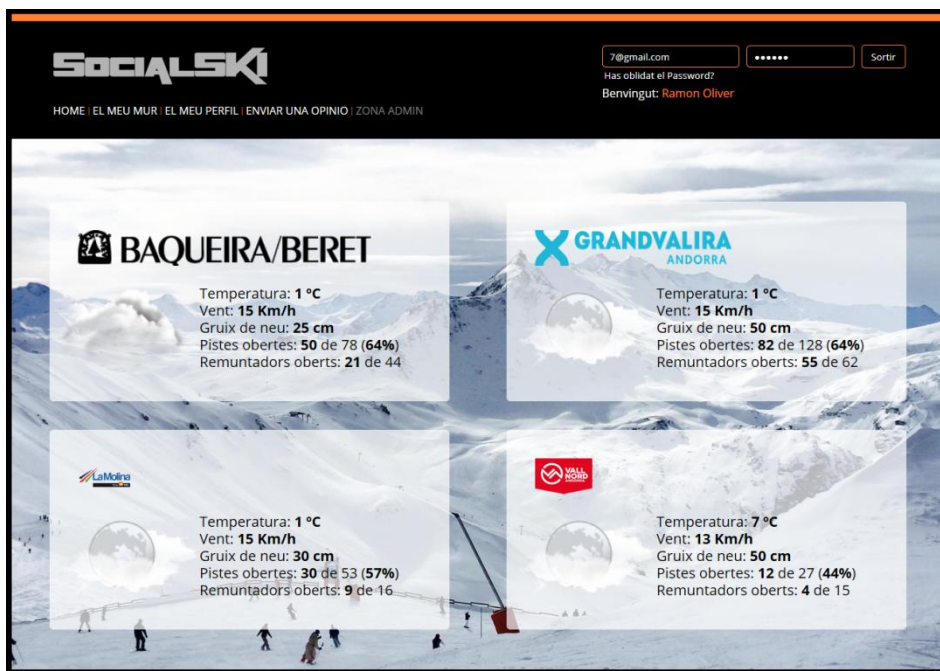 SOCIALSKI
7@gmail.com •••••• Sortir
Has oblidat el Password?
Benvingut: Ramon Oliver
HOME | EL MEU MUR | EL MEU PERFIL | ENVIAR UNA OPINIO | ZONA ADMIN
BAQUEIRA/BERET
Temperatura: 1 ºC
Vent: 15 Km/h
Gruix de neu: 25 cm
Pistes obertes: 50 de 78 (64%)
Remuntadors oberts: 21 de 44
GRANDVALIRA
ANDORRA
Temperatura: 1 ºC
Vent: 15 Km/h
Gruix de neu: 50 cm
Pistes obertes: 82 de 128 (64%)
Remuntadors oberts: 55 de 62
LaMolina
Temperatura: 1 ºC
Vent: 15 Km/h
Gruix de neu: 30 cm
Pistes obertes: 30 de 53 (57%)
Remuntadors oberts: 9 de 16
VALL
NORD
Temperatura: 7 ºC
Vent: 13 Km/h
Gruix de neu: 50 cm
Pistes obertes: 12 de 27 (44%)
Remuntadors oberts: 4 de 15